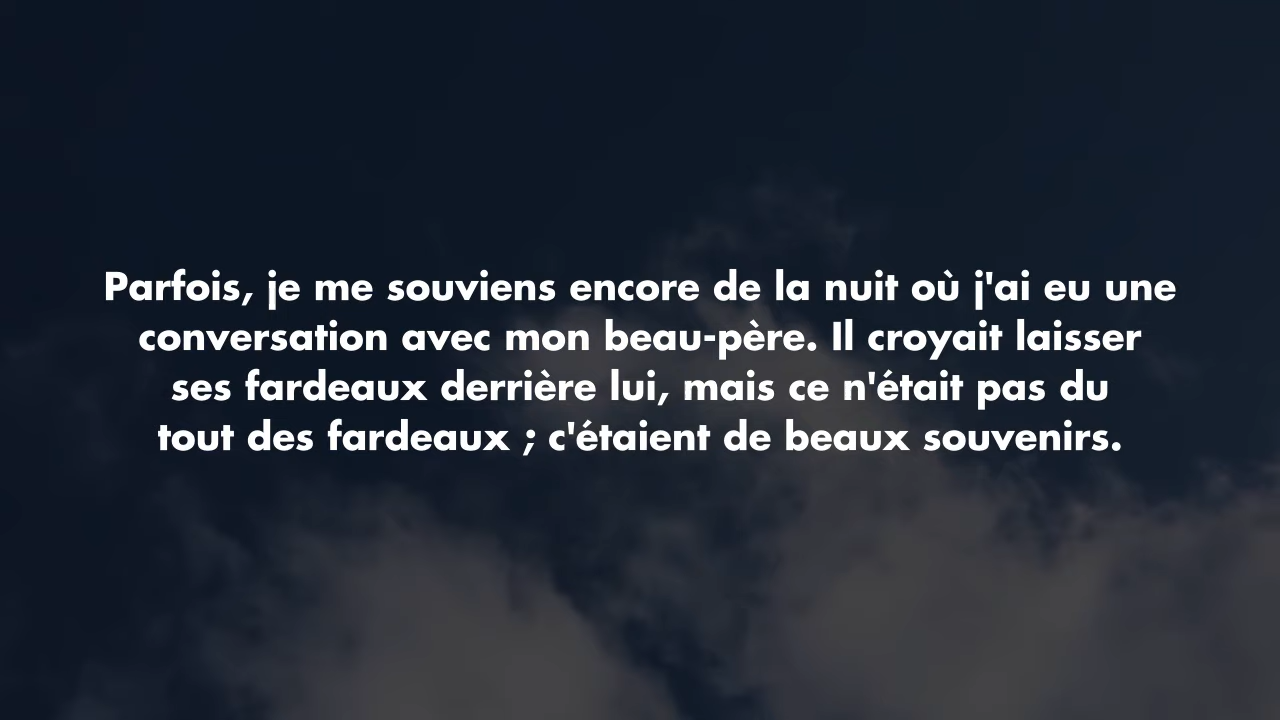 Parfois, je me souviens encore de la nuit où j'ai eu une
conversation avec mon beau-père. Il croyait laisser
ses fardeaux derrière lui, mais ce n'était pas du
tout des fardeaux ; c'étaient de beaux souvenirs.